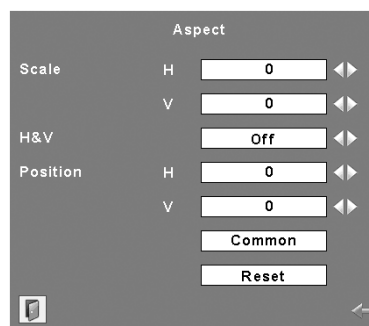 Aspect
Scale H 0
V 0
H&V Off
Position H 0
V 0
Common
Reset